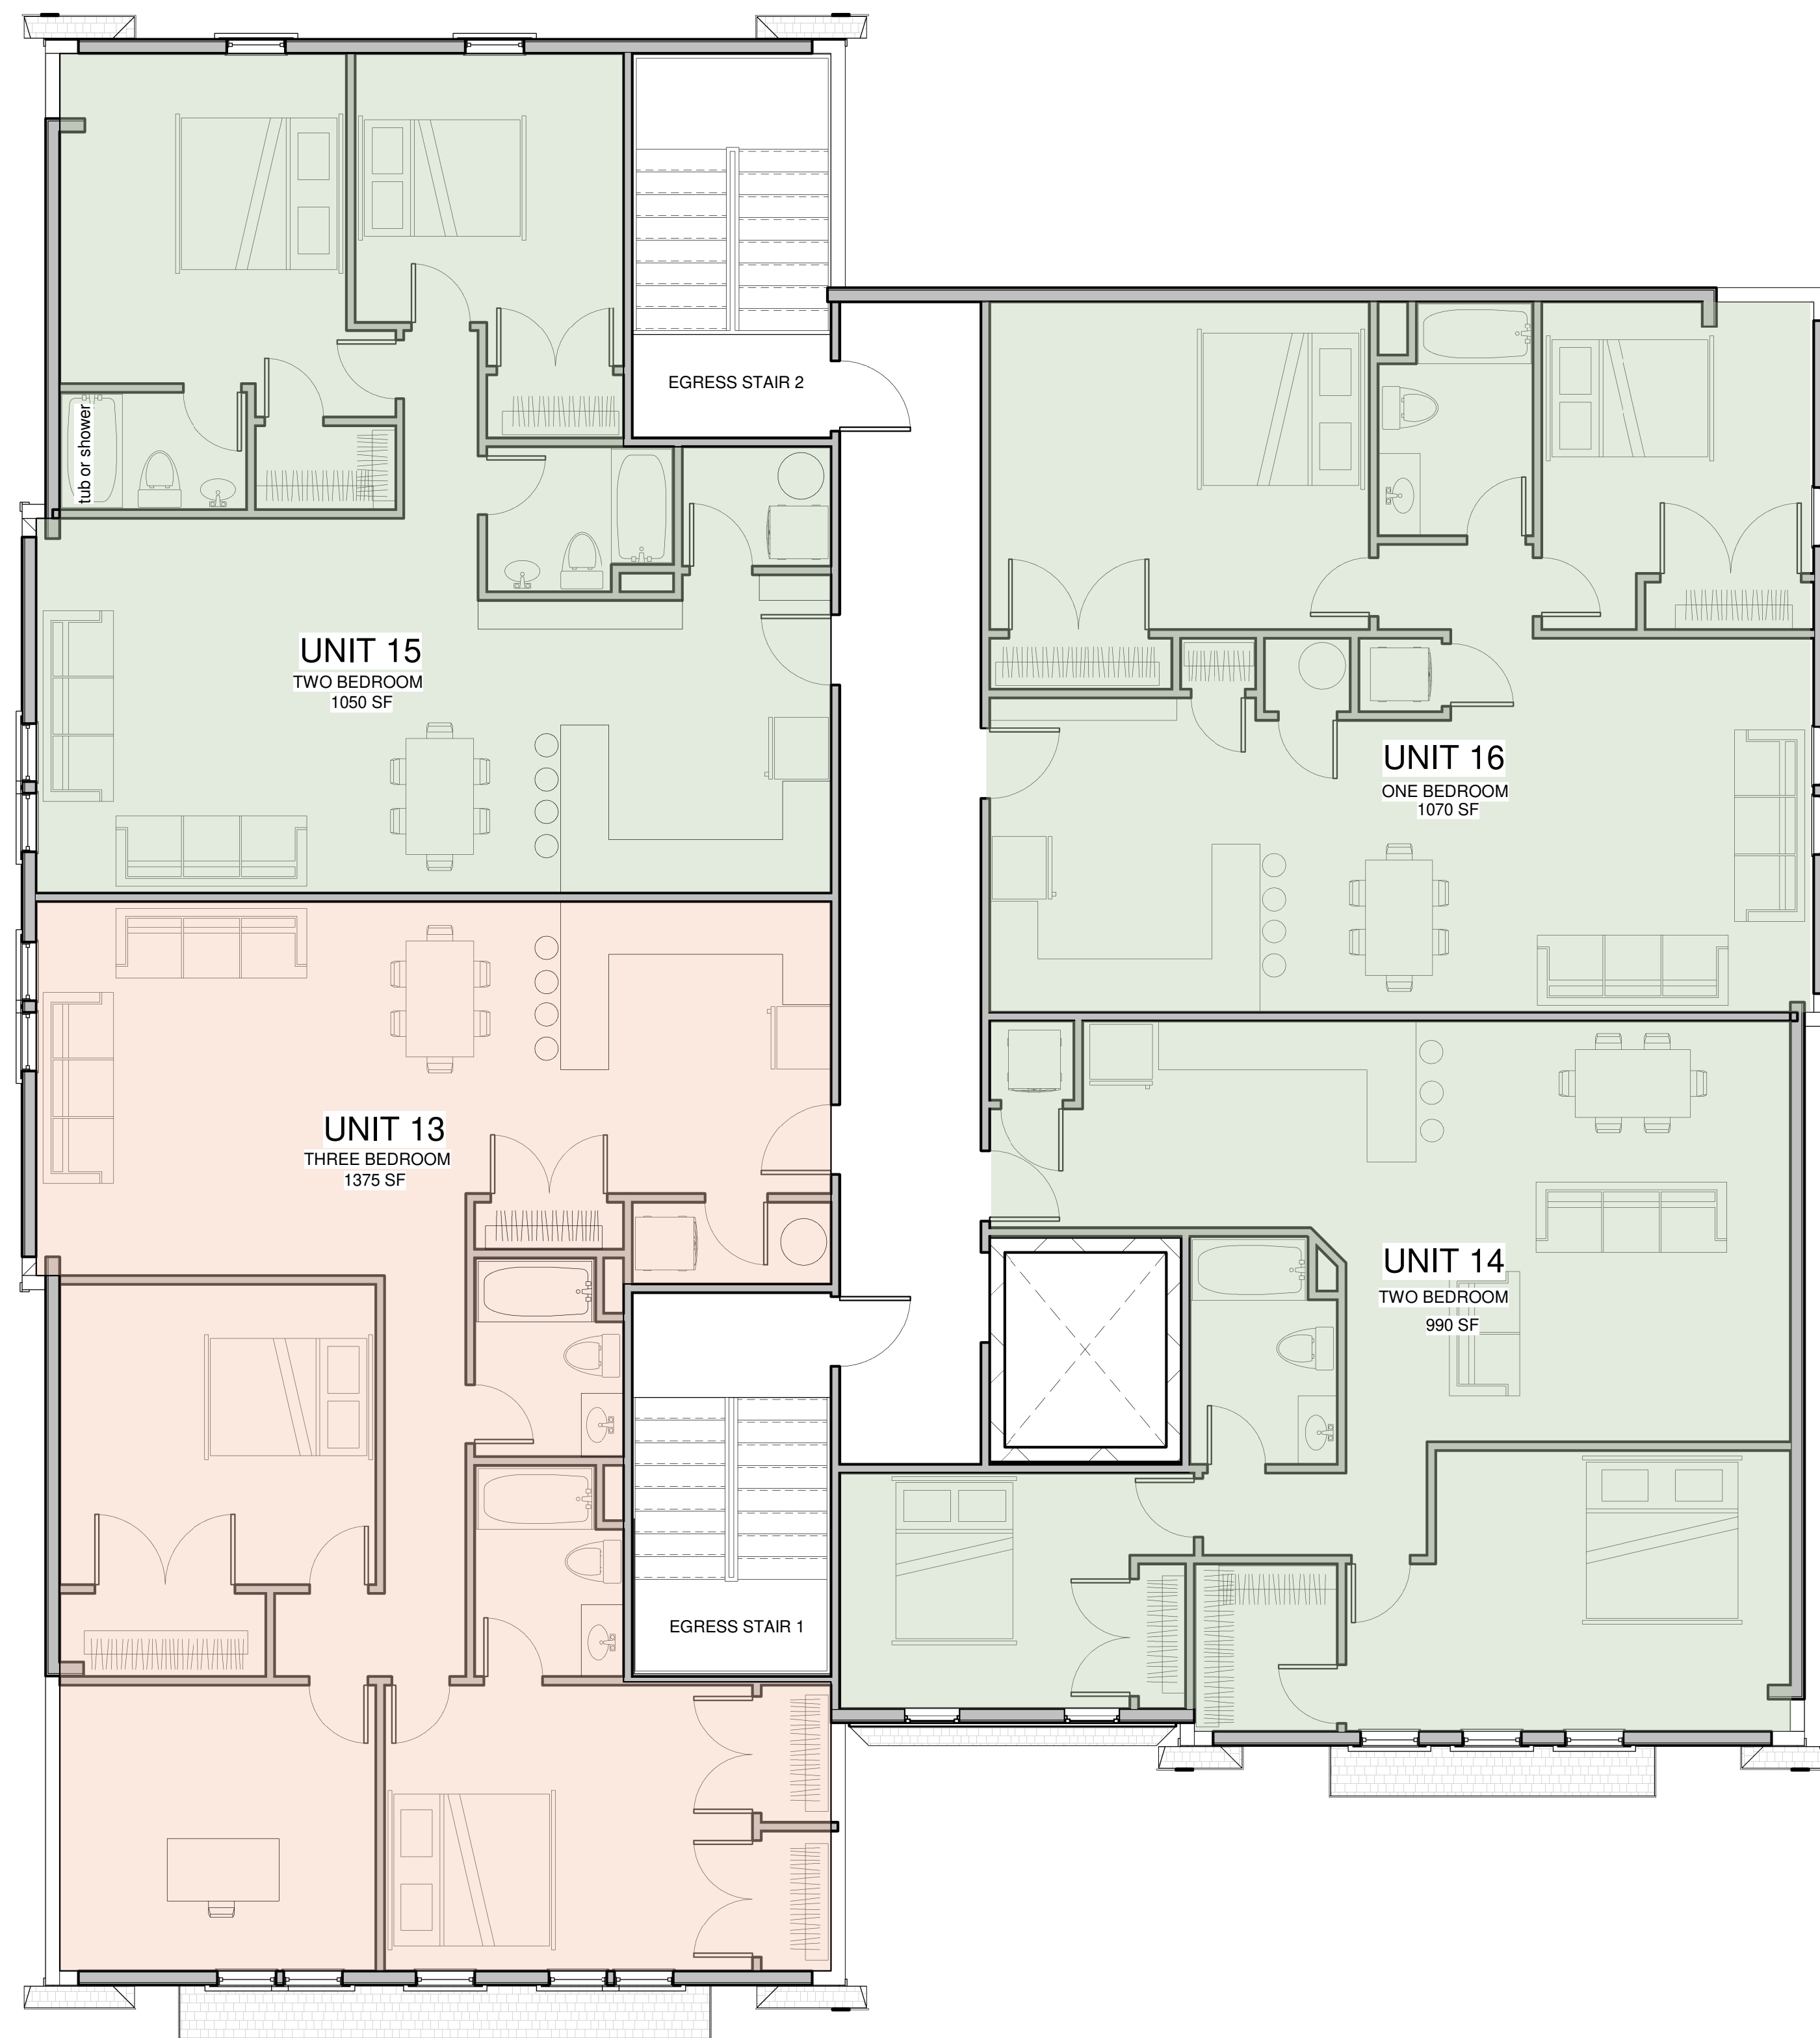 EGRESS STAIR 2
tub or shower
UNIT 15
TWO BEDROOM
1050 SF
UNIT 16
ONE BEDROOM
1070 SF
UNIT 13
THREE BEDROOM
1375 SF
UNIT 14
TWO BEDROOM
990 SF
EGRESS STAIR 1